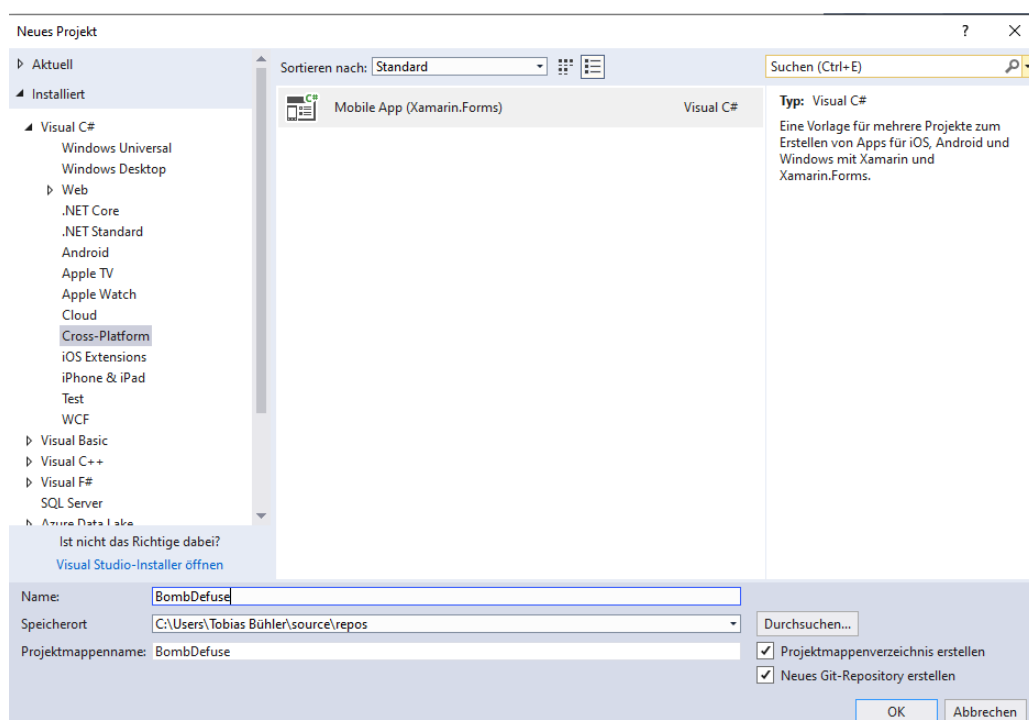 Neues Projekt
?
Aktuell
Installiert
Visual C#
Windows Universal
Windows Desktop
Web
.NET Core
.NET Standard
Android
Apple TV
Apple Watch
Cloud
Cross-Platform
iOS Extensions
iPhone & iPad
Test
WCF
Visual Basic
Visual C++
Visual F#
SQL Server
Azure Data Lake
Ist nicht das Richtige dabei?
Visual Studio-Installer öffnen
Sortieren nach: Standard
C#
Mobile App (Xamarin.Forms) Visual C#
Suchen (Ctrl+E)
Typ: Visual C#
Eine Vorlage für mehrere Projekte zum
Erstellen von Apps für iOS, Android und
Windows mit Xamarin und
Xamarin.Forms.
Name: BombDefuse
Speicherort C:\Users\Tobias Bühler\source\repos
Durchsuchen...
Projektmappenname: BombDefuse
Projektmappenverzeichnis erstellen
Neues Git-Repository erstellen
OK Abbrechen